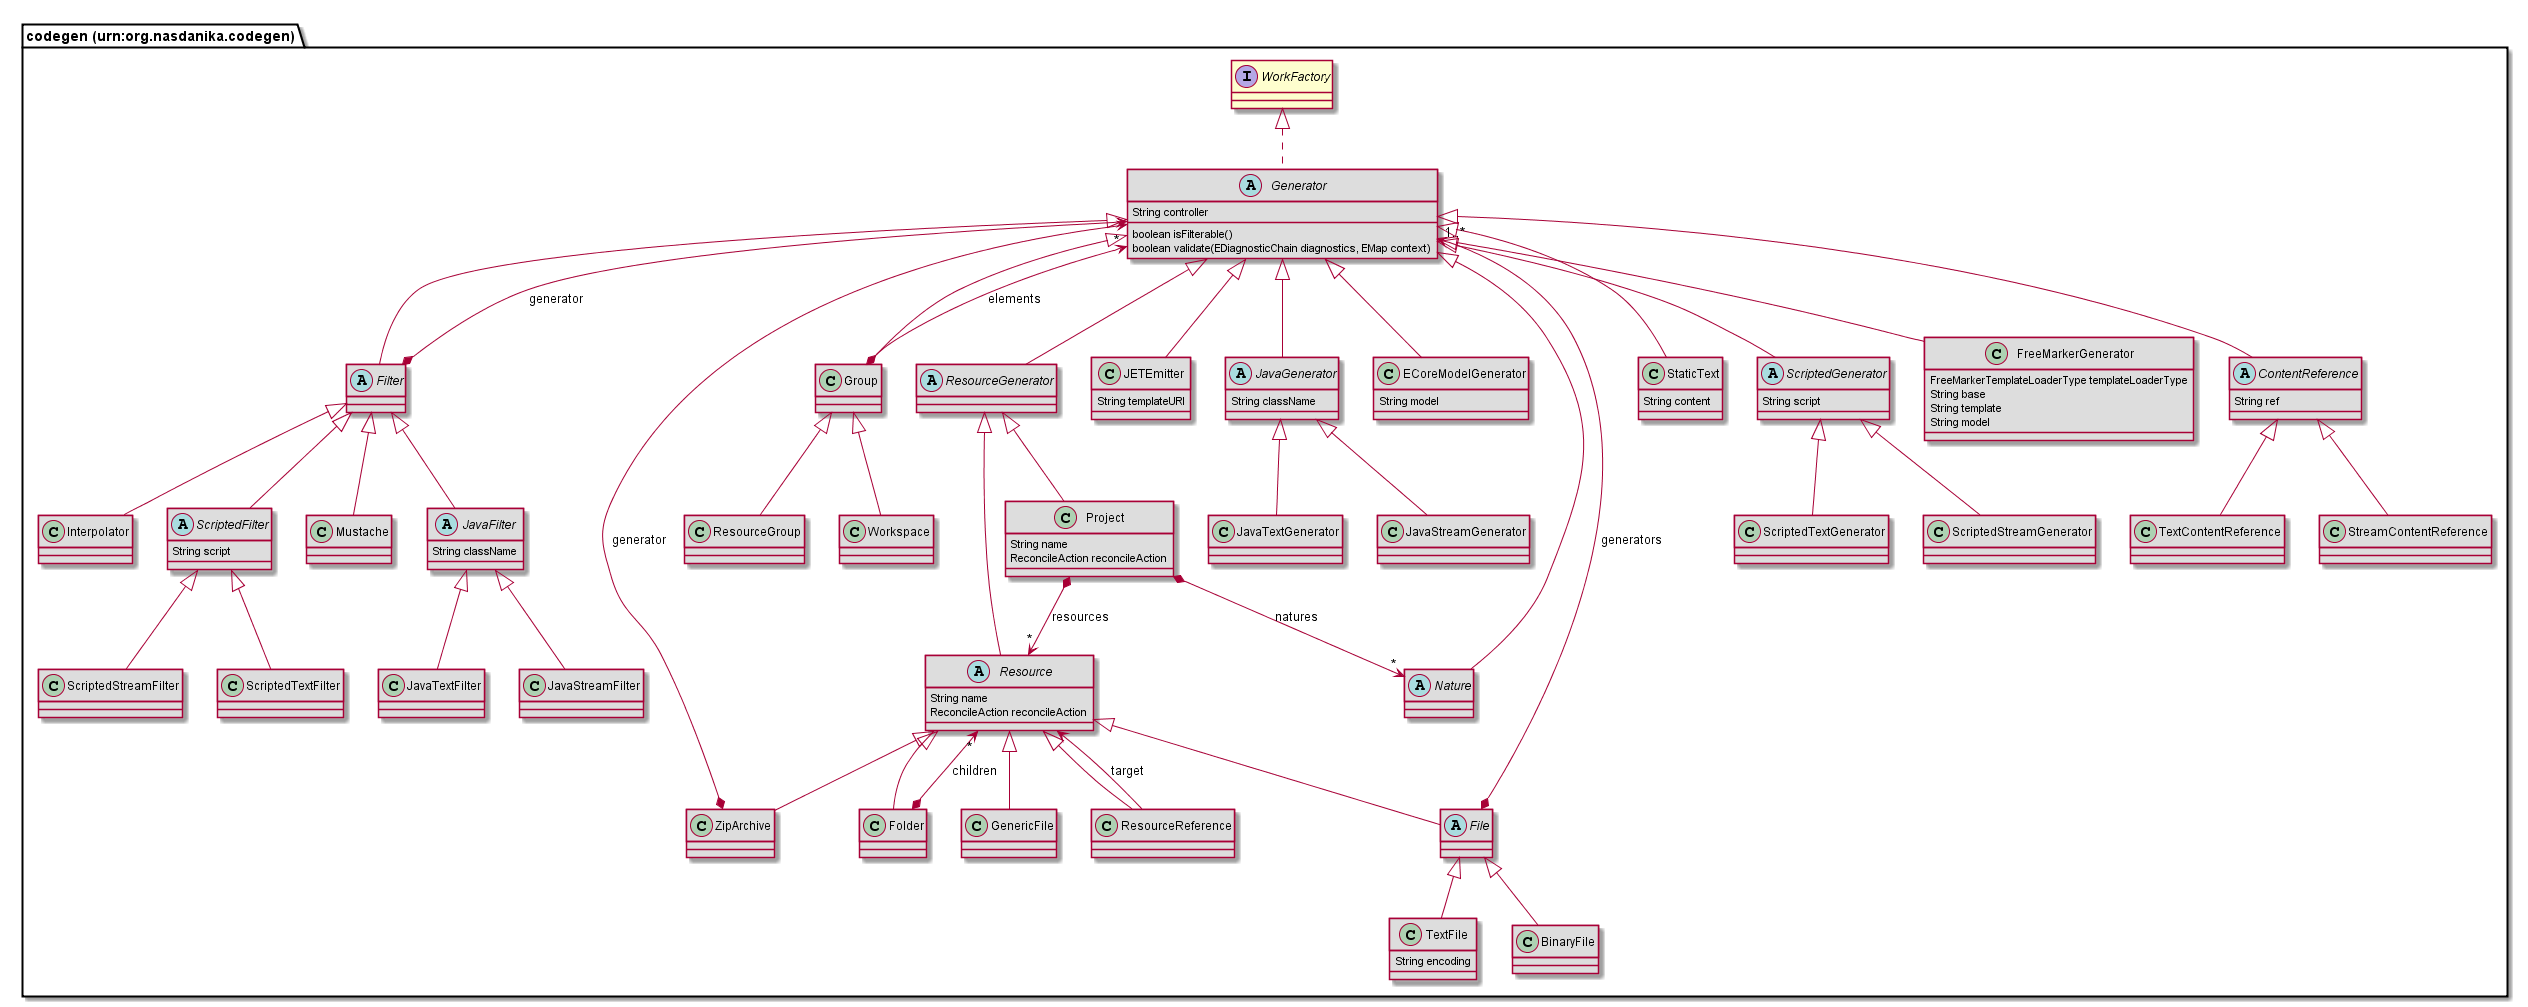 codegen (urn:org.nasdanika.codegen)
I WorkFactory
A Generator
String controller
boolean isFilterable()
boolean validate(EDiagnosticChain diagnostics, EMap context)
*
*
generator
elements
A Filter
C Group
A ResourceGenerator
C JETEmitter
String templateURI
A JavaGenerator
String className
C ECoreModelGenerator
String model
C StaticText
String content
A ScriptedGenerator
String script
C FreeMarkerGenerator
FreeMarkerTemplateLoaderType templateLoaderType
String base
String template
String model
A ContentReference
String ref
C Interpolator
A ScriptedFilter
String script
C Mustache
A JavaFilter
String className
generator
C ResourceGroup
C Workspace
C Project
String name
ReconcileAction reconcileAction
C JavaTextGenerator
C JavaStreamGenerator
generators
C ScriptedTextGenerator
C ScriptedStreamGenerator
C TextContentReference
C StreamContentReference
resources
natures
*
*
C ScriptedStreamFilter
C ScriptedTextFilter
C JavaTextFilter
C JavaStreamFilter
A Resource
String name
ReconcileAction reconcileAction
A Nature
*
children
target
C ZipArchive
C Folder
C GenericFile
C ResourceReference
A File
C TextFile
String encoding
C BinaryFile